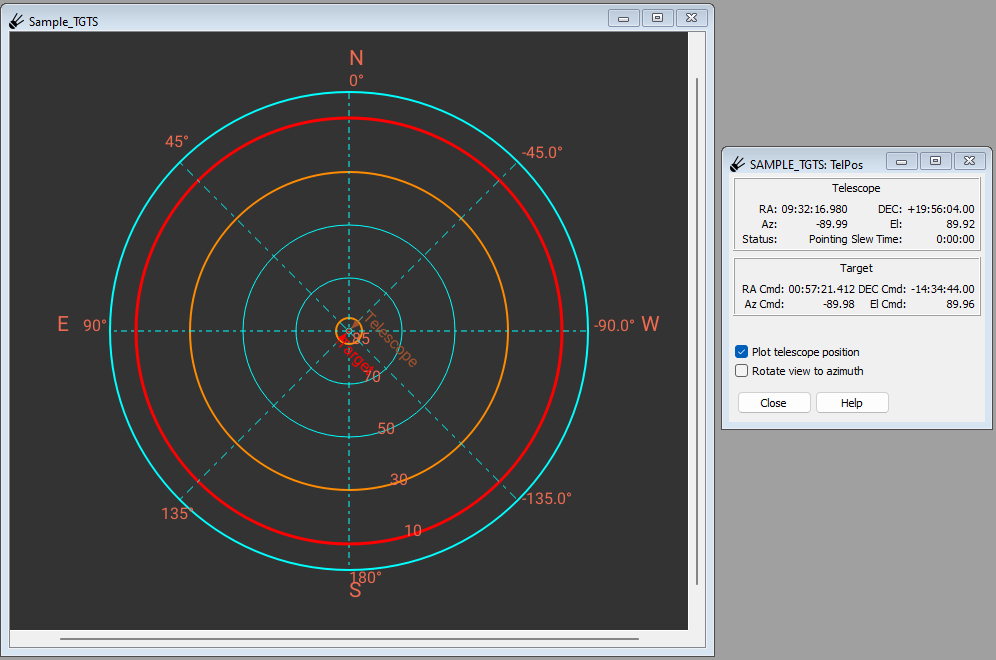 Sample_TGTS
N
0°
45°
-45.0°
E 90°
-90.0° W
Telescope
85
Target
70
50
30
10
135°
-135.0°
180°
S
SAMPLE_TGTS: TelPos
Telescope
RA: 09:32:16.980 DEC: +19:56:04.00
Az: -89.99 El: 89.92
Status: Pointing Slew Time: 0:00:00
Target
RA Cmd: 00:57:21.412 DEC Cmd: -14:34:44.00
Az Cmd: -89.98 El Cmd: 89.96
Plot telescope position
Rotate view to azimuth
Close Help